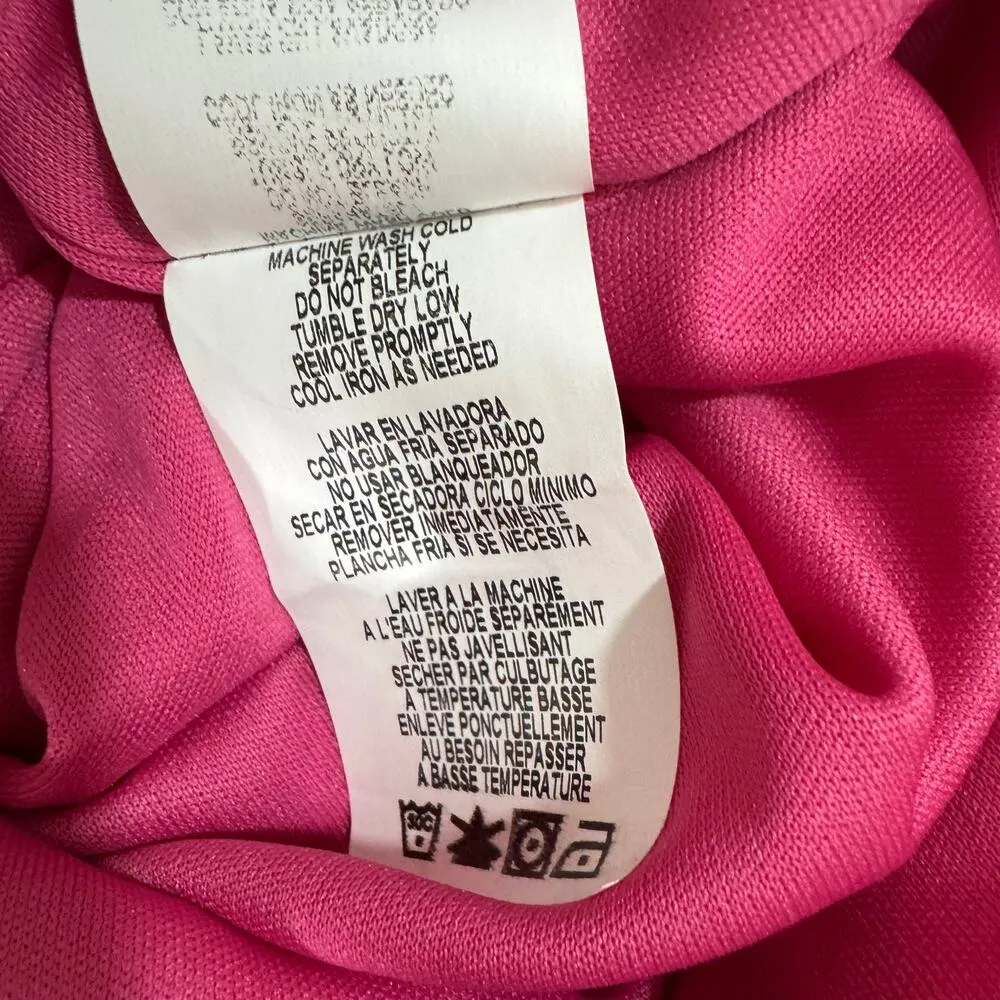 MACHINE WASH COLD
SEPARATELY
DO NOT BLEACH
TUMBLE DRY LOW
REMOVE PROMPTLY
COOL IRON AS NEEDED
LAVAR EN LAVADORA
CON AGUA FRIA SEPARADO
NO USAR BLANQUEADOR
SECAR EN SECADORA CICLO MINIMO
REMOVER INMEDIATAMENTE
PLANCHA FRIA SI SE NECESITA
LAVER A LA MACHINE
A L'EAU FROIDE SÉPARÉMENT
NE PAS JAVELLISANT
SECHER PAR CULBUTAGE
A TEMPERATURE BASSE
ENLEVE PONCTUELLEMENT
AU BESOIN REPASSER
A BASSE TEMPERATURE